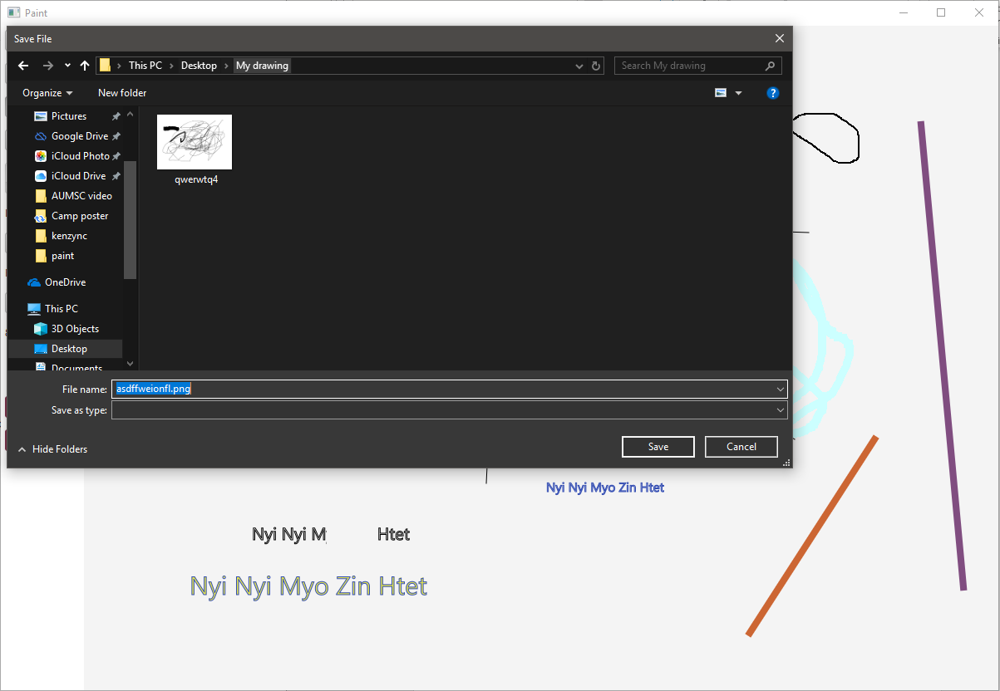 Paint
Save File
This PC > Desktop > My drawing
Search My drawing
Organize
New folder
?
Pictures
Google Drive
iCloud Photo
iCloud Drive
AUMSC video
Camp poster
kenzync
paint
OneDrive
This PC
3D Objects
Desktop
Documents
qwerwtq4
File name: asdffweionfl.png
Save as type:
Hide Folders
Save
Cancel
Nyi Nyi Myo Zin Htet
Nyi Nyi M Htet
Nyi Nyi Myo Zin Htet